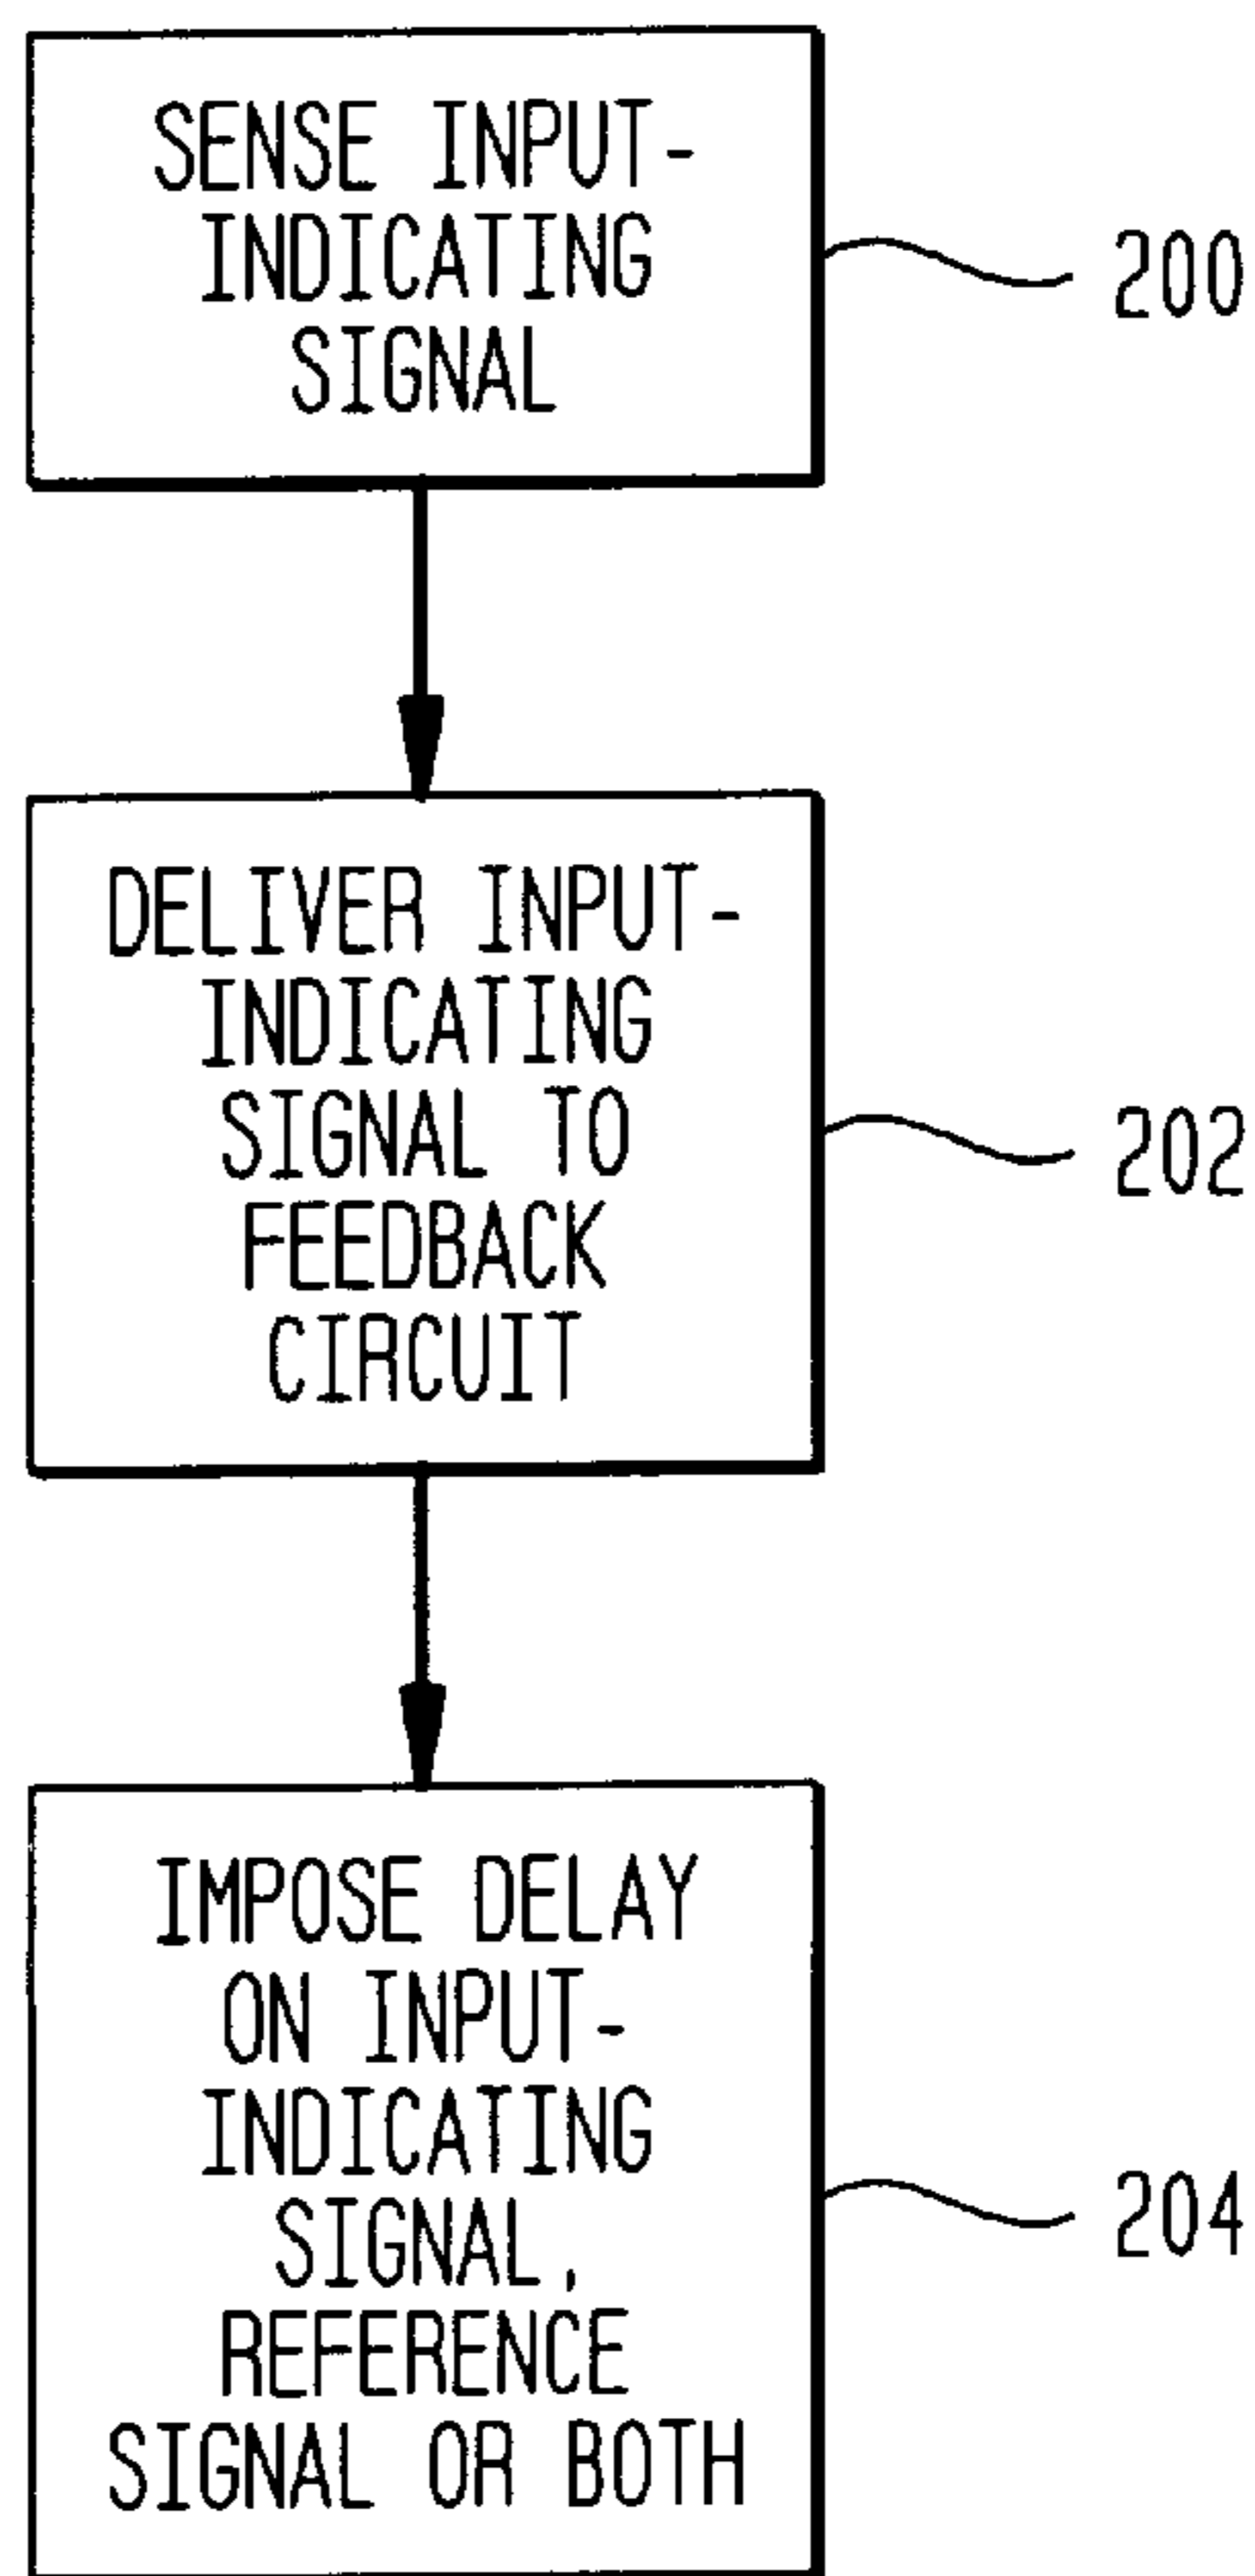 SENSE INPUT-
INDICATING
SIGNAL
200
DELIVER INPUT-
INDICATING
SIGNAL TO
FEEDBACK
CIRCUIT
202
IMPOSE DELAY
ON INPUT-
INDICATING
SIGNAL,
REFERENCE
SIGNAL OR BOTH
204